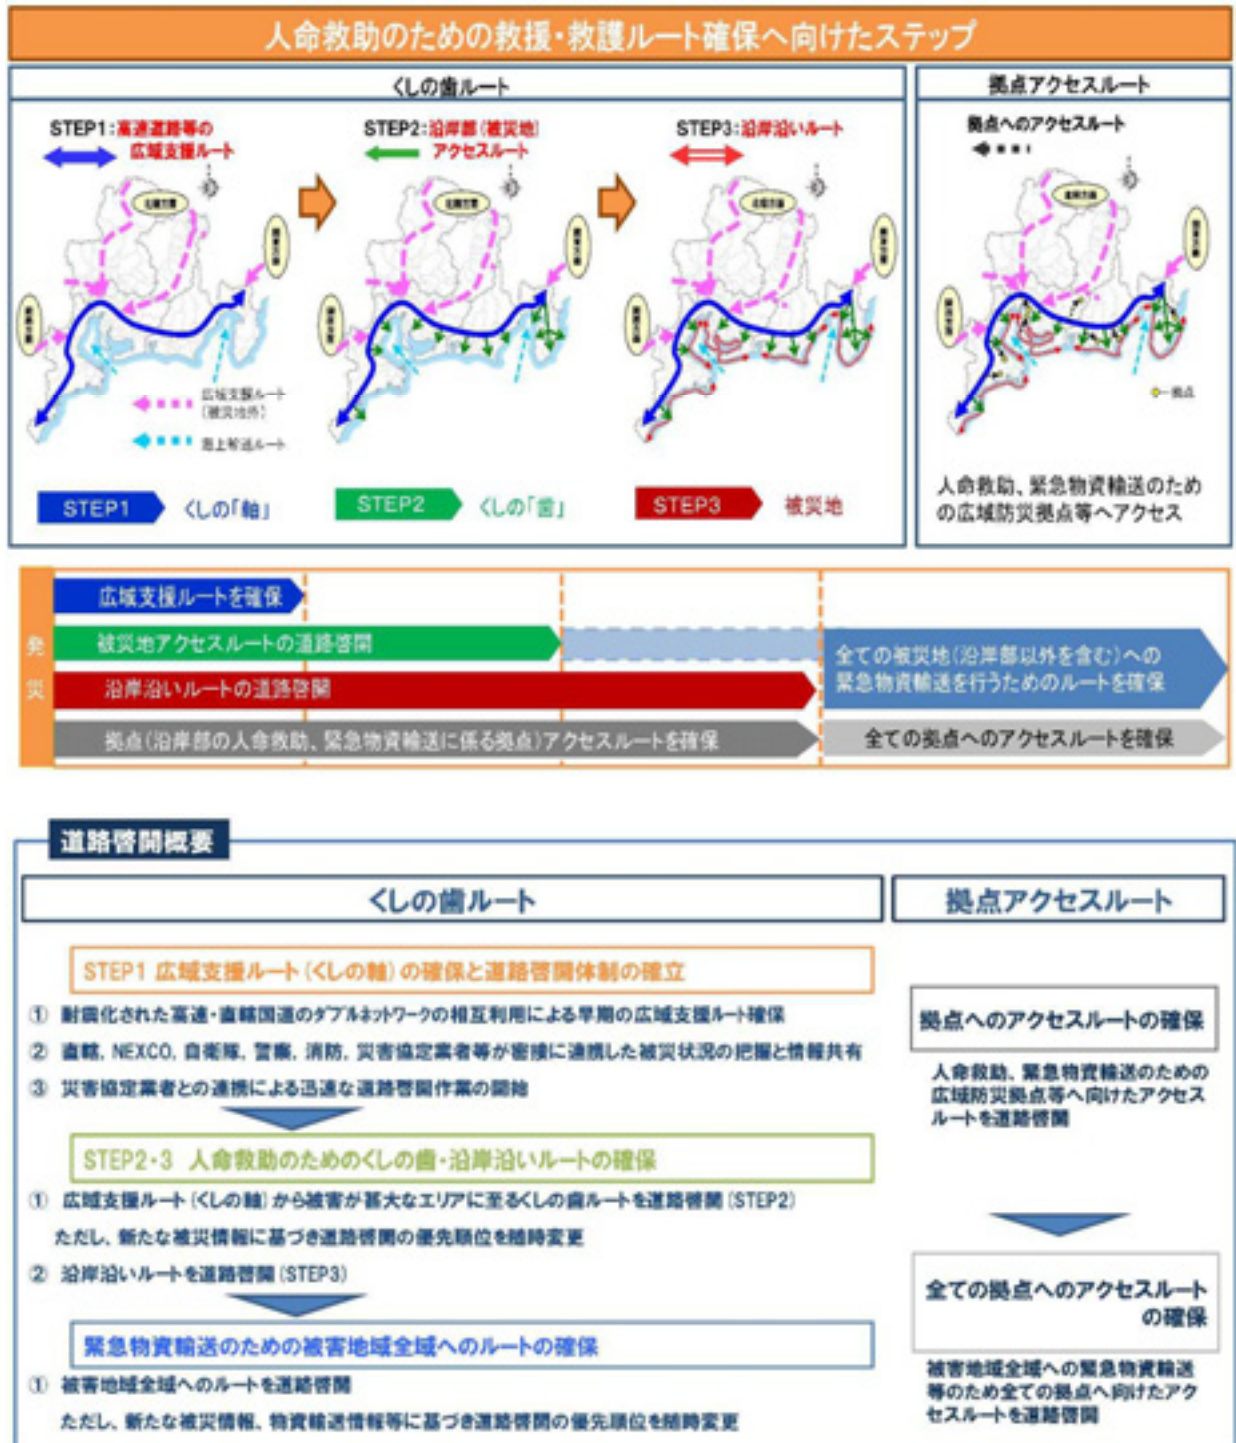 人命救助のための救援・救護ルート確保へ向けたステップ
くしの歯ルート
STEP1:高速道路等の
広域支援ルート
STEP2:沿岸部(被災地)
アクセスルート
STEP3:沿岸沿いルート
広域支援ルート
(被災地外)
海上輸送ルート
STEP1
くしの「軸」
STEP2
くしの「歯」
STEP3
被災地
拠点アクセスルート
拠点へのアクセスルート
拠点
人命救助、緊急物資輸送のため
の広域防災拠点等へアクセス
発災
広域支援ルートを確保
被災地アクセスルートの道路啓開
沿岸沿いルートの道路啓開
拠点(沿岸部の人命救助、緊急物資輸送に係る拠点)アクセスルートを確保
全ての被災地(沿岸部以外を含む)への
緊急物資輸送を行うためのルートを確保
全ての拠点へのアクセスルートを確保
道路啓開概要
くしの歯ルート
STEP1 広域支援ルート(くしの軸)の確保と道路啓開体制の確立
① 耐震化された高速・直轄国道のダブルネットワークの相互利用による早期の広域支援ルート確保
② 直轄, NEXCO, 自衛隊, 警察, 消防, 災害協定業者等が密接に連携した被災状況の把握と情報共有
③ 災害協定業者との連携による迅速な道路啓開作業の開始
STEP2・3 人命救助のためのくしの歯・沿岸沿いルートの確保
① 広域支援ルート(くしの軸)から被害が甚大なエリアに至るくしの歯ルートを道路啓開(STEP2)
ただし、新たな被災情報に基づき道路啓開の優先順位を随時変更
② 沿岸沿いルートを道路啓開(STEP3)
緊急物資輸送のための被害地域全域へのルートの確保
① 被害地域全域へのルートを道路啓開
ただし、新たな被災情報、物資輸送情報等に基づき道路啓開の優先順位を随時変更
拠点アクセスルート
拠点へのアクセスルートの確保
人命救助、緊急物資輸送のための
広域防災拠点等へ向けたアクセス
ルートを道路啓開
全ての拠点へのアクセスルート
の確保
被害地域全域への緊急物資輸送
等のため全ての拠点へ向けたアク
セスルートを道路啓開